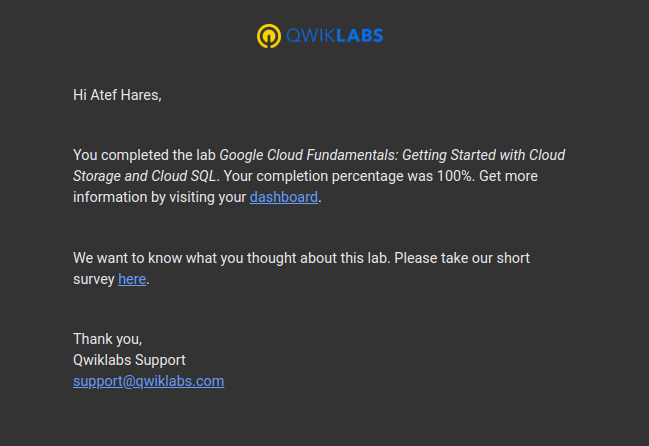 QWIKLABS
Hi Atef Hares,
You completed the lab Google Cloud Fundamentals: Getting Started with Cloud
Storage and Cloud SQL. Your completion percentage was 100%. Get more
information by visiting your dashboard.
We want to know what you thought about this lab. Please take our short
survey here.
Thank you,
Qwiklabs Support
support@qwiklabs.com